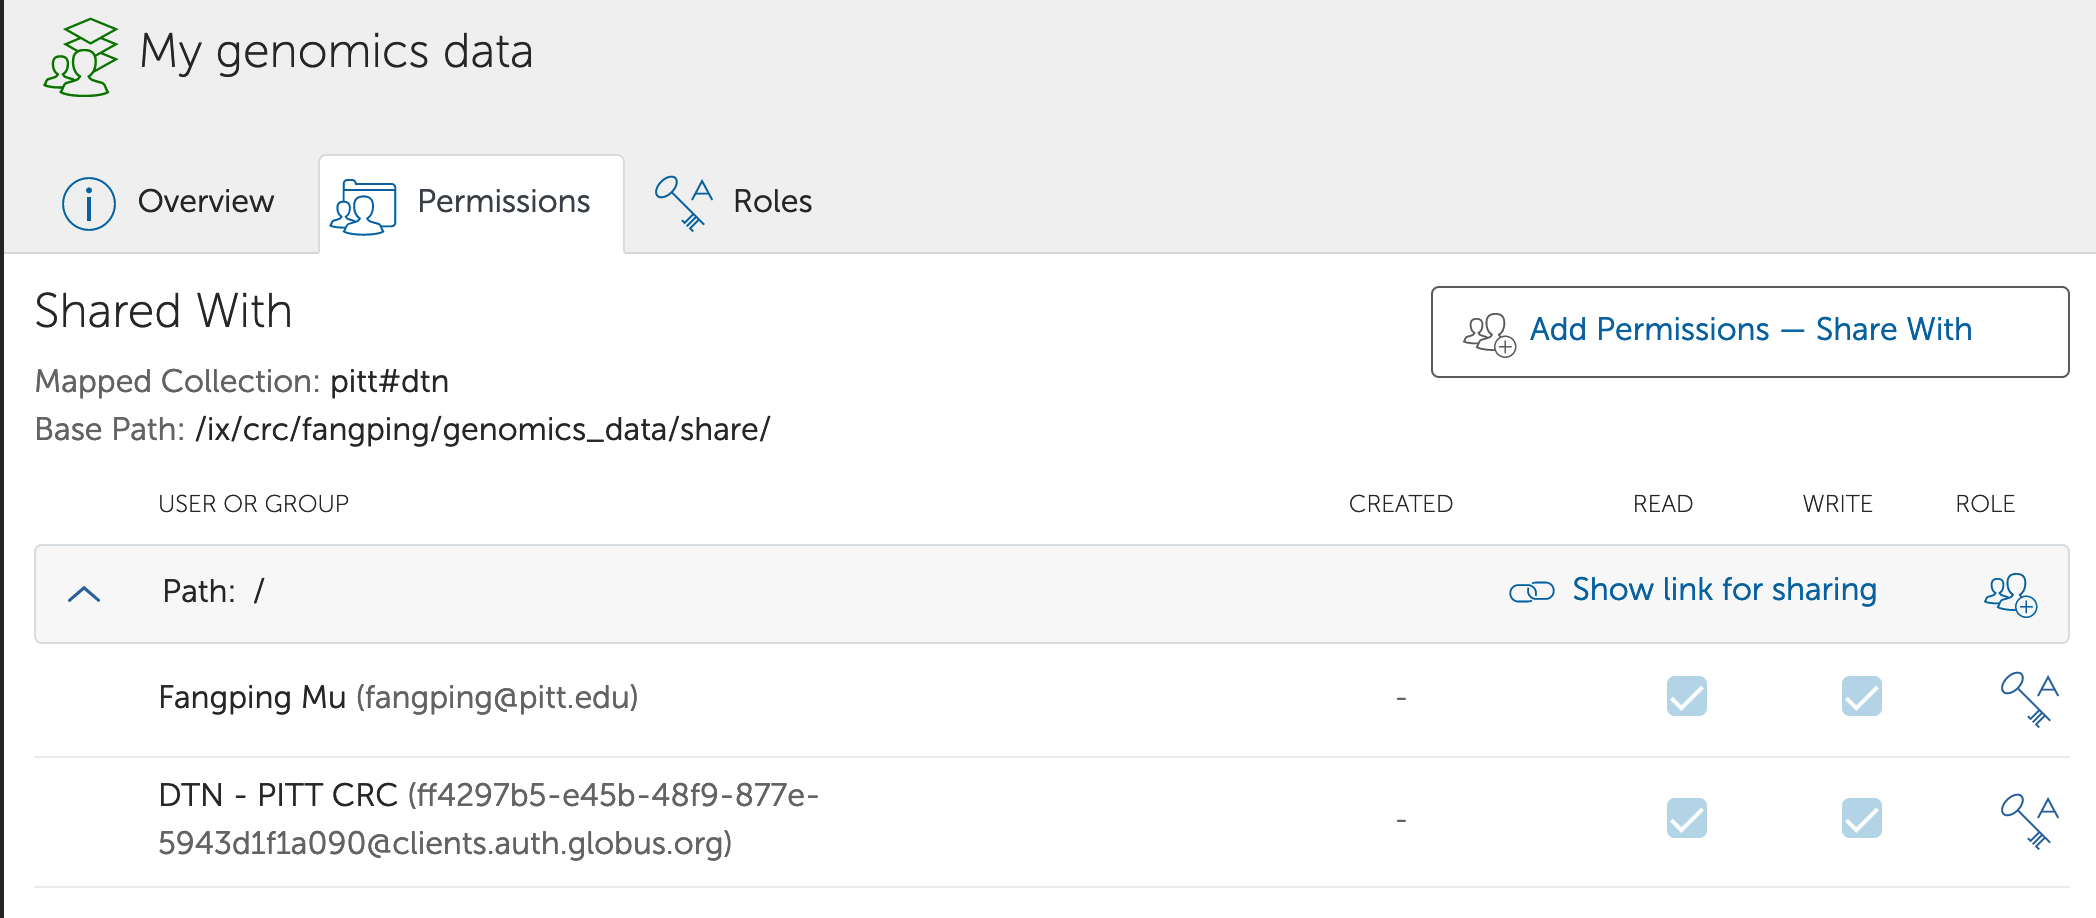 My genomics data
Overview
Permissions
Roles
Shared With
Add Permissions — Share With
Mapped Collection: pitt#dtn
Base Path: /ix/crc/fangping/genomics_data/share/
USER OR GROUP CREATED READ WRITE ROLE
Path: / Show link for sharing
Fangping Mu (fangping@pitt.edu) -
DTN - PITT CRC (ff4297b5-e45b-48f9-877e-
5943d1f1a090@clients.auth.globus.org) -